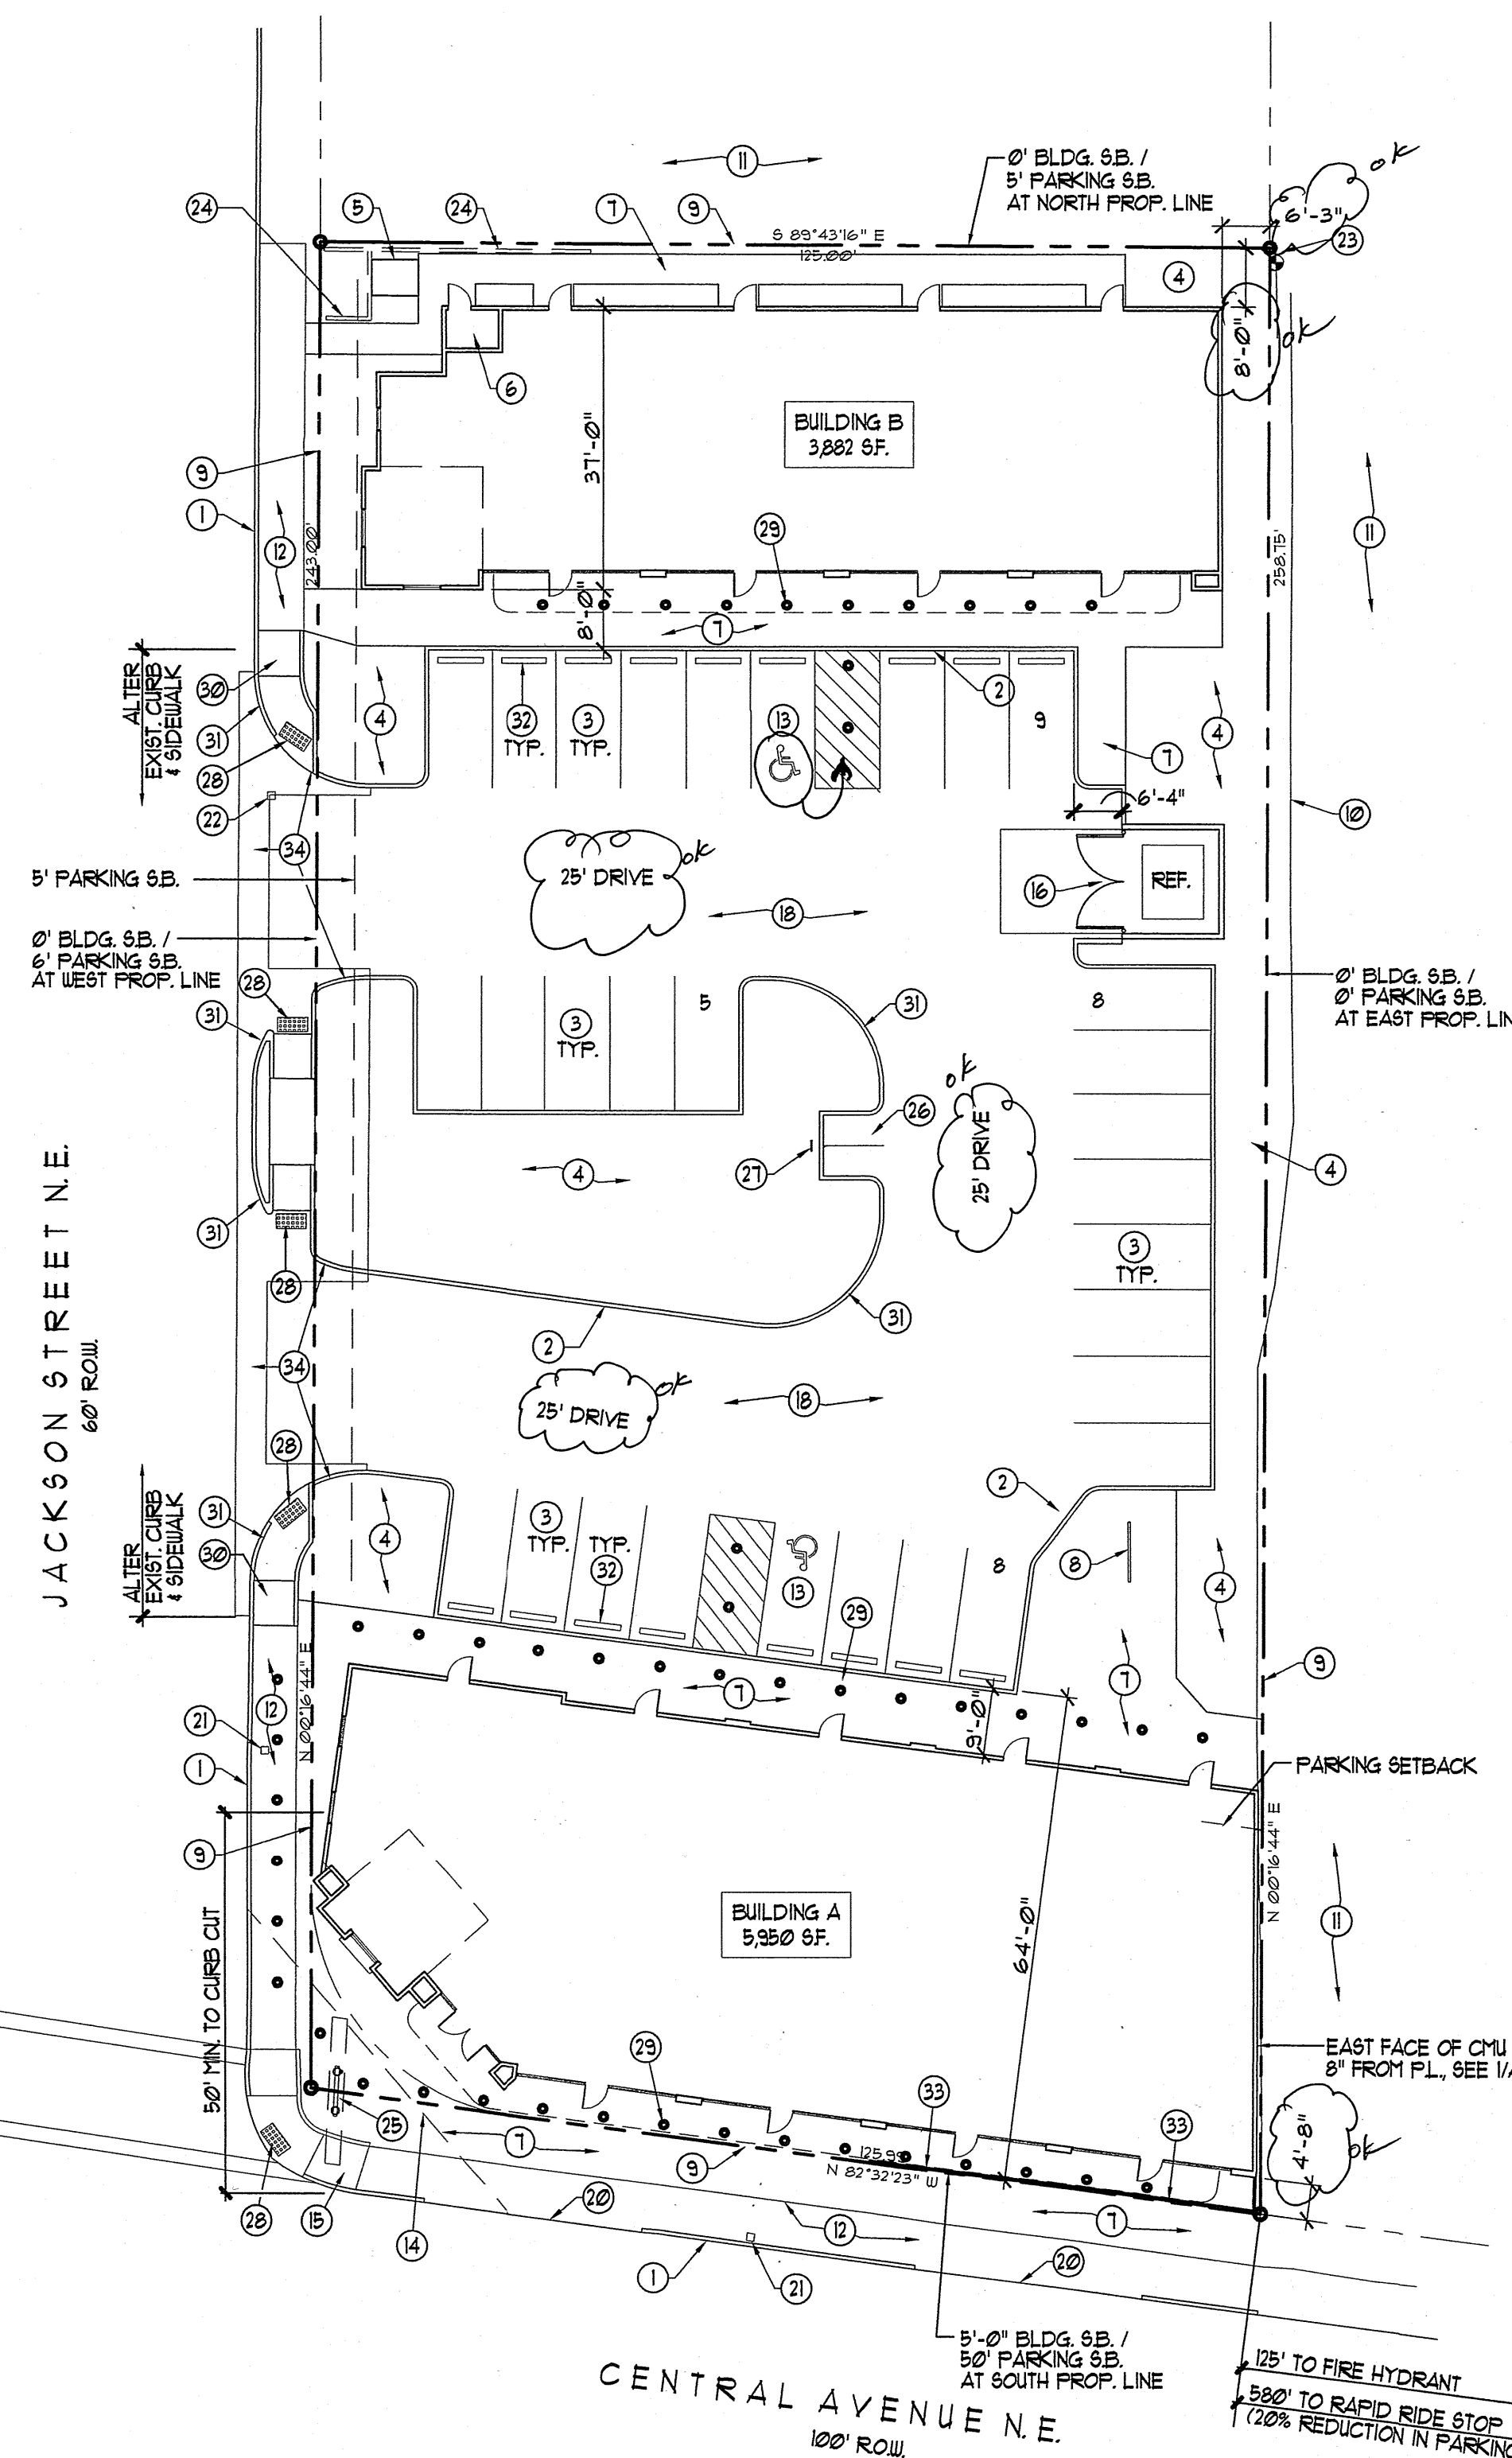 11
0' BLDG. S.B. /
5' PARKING S.B.
AT NORTH PROP. LINE
ok
6'-3"
24
5
24
7
9
S 89°43'16" E
125.00'
23
4
8'-0"
ok
6
37'-0"
BUILDING B
3,882 S.F.
9
1
12
243.00'
29
258.75'
11
8'-0"
7
ALTER
EXIST. CURB
& SIDEWALK
30
31
28
22
4
32
TYP.
3
TYP.
13
2
9
7
4
6'-4"
10
34
5' PARKING S.B.
25' DRIVE
ok
18
16
REF.
0' BLDG. S.B. /
6' PARKING S.B.
AT WEST PROP. LINE
0' BLDG. S.B. /
0' PARKING S.B.
AT EAST PROP. LIN
28
31
5
3
TYP.
31
8
ok
25' DRIVE
26
27
4
4
31
28
3
TYP.
31
2
JACKSON STREET N.E.
60' R.O.W.
34
25' DRIVE
ok
18
28
31
30
ALTER
EXIST. CURB
& SIDEWALK
4
3
TYP.
TYP.
32
13
8
2
8
4
29
9
7
7
9'-0"
12
N 00°16'44" E
21
1
9
PARKING SETBACK
N 00°16'44" E
11
50' MIN. TO CURB CUT
BUILDING A
5,950 S.F.
64'-0"
EAST FACE OF CMU
8" FROM P.L., SEE 1/
29
33
33
4'-8"
ok
25
7
9
125.99
N 82°32'23" W
28
15
14
20
12
7
1
21
20
5'-0" BLDG. S.B. /
50' PARKING S.B.
AT SOUTH PROP. LINE
125' TO FIRE HYDRANT
580' TO RAPID RIDE STOP
(20% REDUCTION IN PARKING
CENTRAL AVENUE N.E.
100' R.O.W.